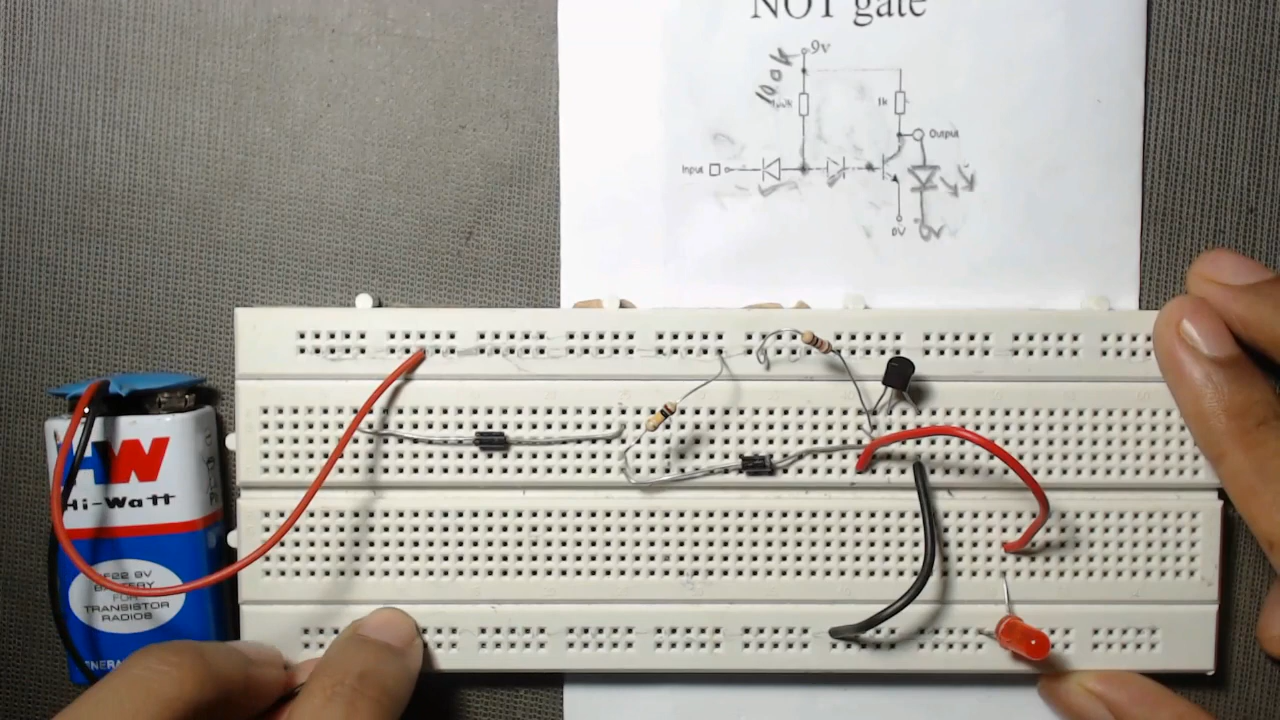 NOT gate
9v
100k
1k
Output
Input
0V
HW
Hi-Watt
6F22 9V
BATTERY
FOR
TRANSISTOR
RADIOS